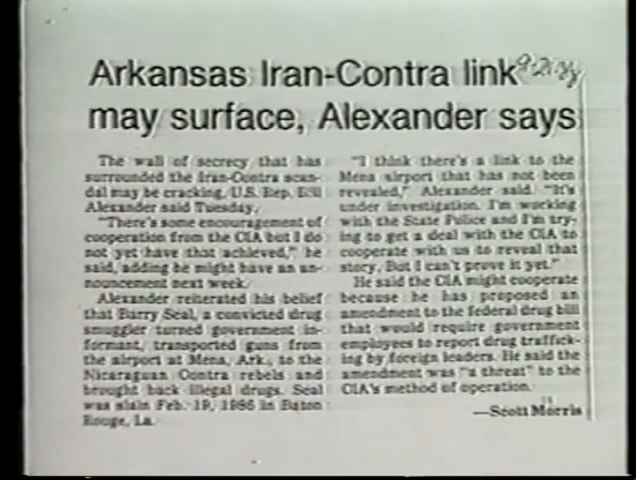 Arkansas Iran-Contra link
may surface, Alexander says
The wall of secrecy that has
surrounded the Iran-Contra scan-
dal may be cracking, U.S. Rep. Bill
Alexander said Tuesday.
"There's some encouragement of
cooperation from the CIA but I do
not yet have that achieved," he
said, adding he might have an an-
nouncement next week.
Alexander reiterated his belief
that Barry Seal, a convicted drug
smuggler turned government in-
formant, transported guns from
the airport at Mena, Ark., to the
Nicaraguan Contra rebels and
brought back illegal drugs. Seal
was slain Feb. 19, 1986 in Baton
Rouge, La.
"I think there's a link to the
Mena airport that has not been
revealed," Alexander said. "It's
under investigation. I'm working
with the State Police and I'm try-
ing to get a deal with the CIA to
cooperate with us to reveal that
story. But I can't prove it yet."
He said the CIA might cooperate
because he has proposed an
amendment to the federal drug bill
that would require government
employees to report drug traffick-
ing by foreign leaders. He said the
amendment was "a threat" to the
CIA's method of operation.
—Scott Morris